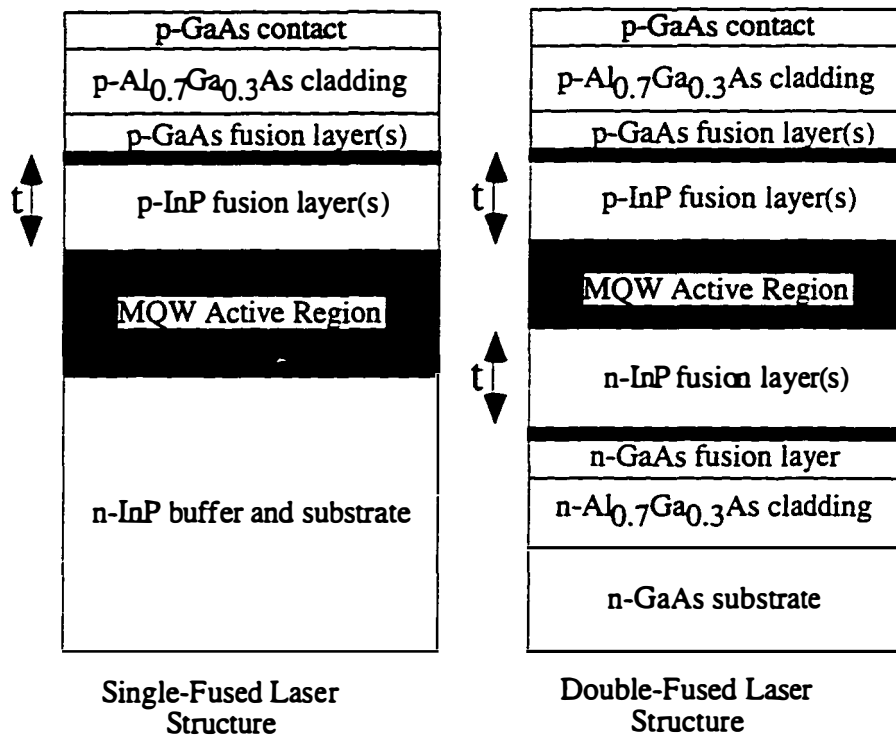 p-GaAs contact
p-Al0.7Ga0.3As cladding
p-GaAs fusion layer(s)
t
p-InP fusion layer(s)
MQW Active Region
n-InP buffer and substrate
Single-Fused Laser
Structure
p-GaAs contact
p-Al0.7Ga0.3As cladding
p-GaAs fusion layer(s)
t
p-InP fusion layer(s)
MQW Active Region
t
n-InP fusion layer(s)
n-GaAs fusion layer
n-Al0.7Ga0.3As cladding
n-GaAs substrate
Double-Fused Laser
Structure